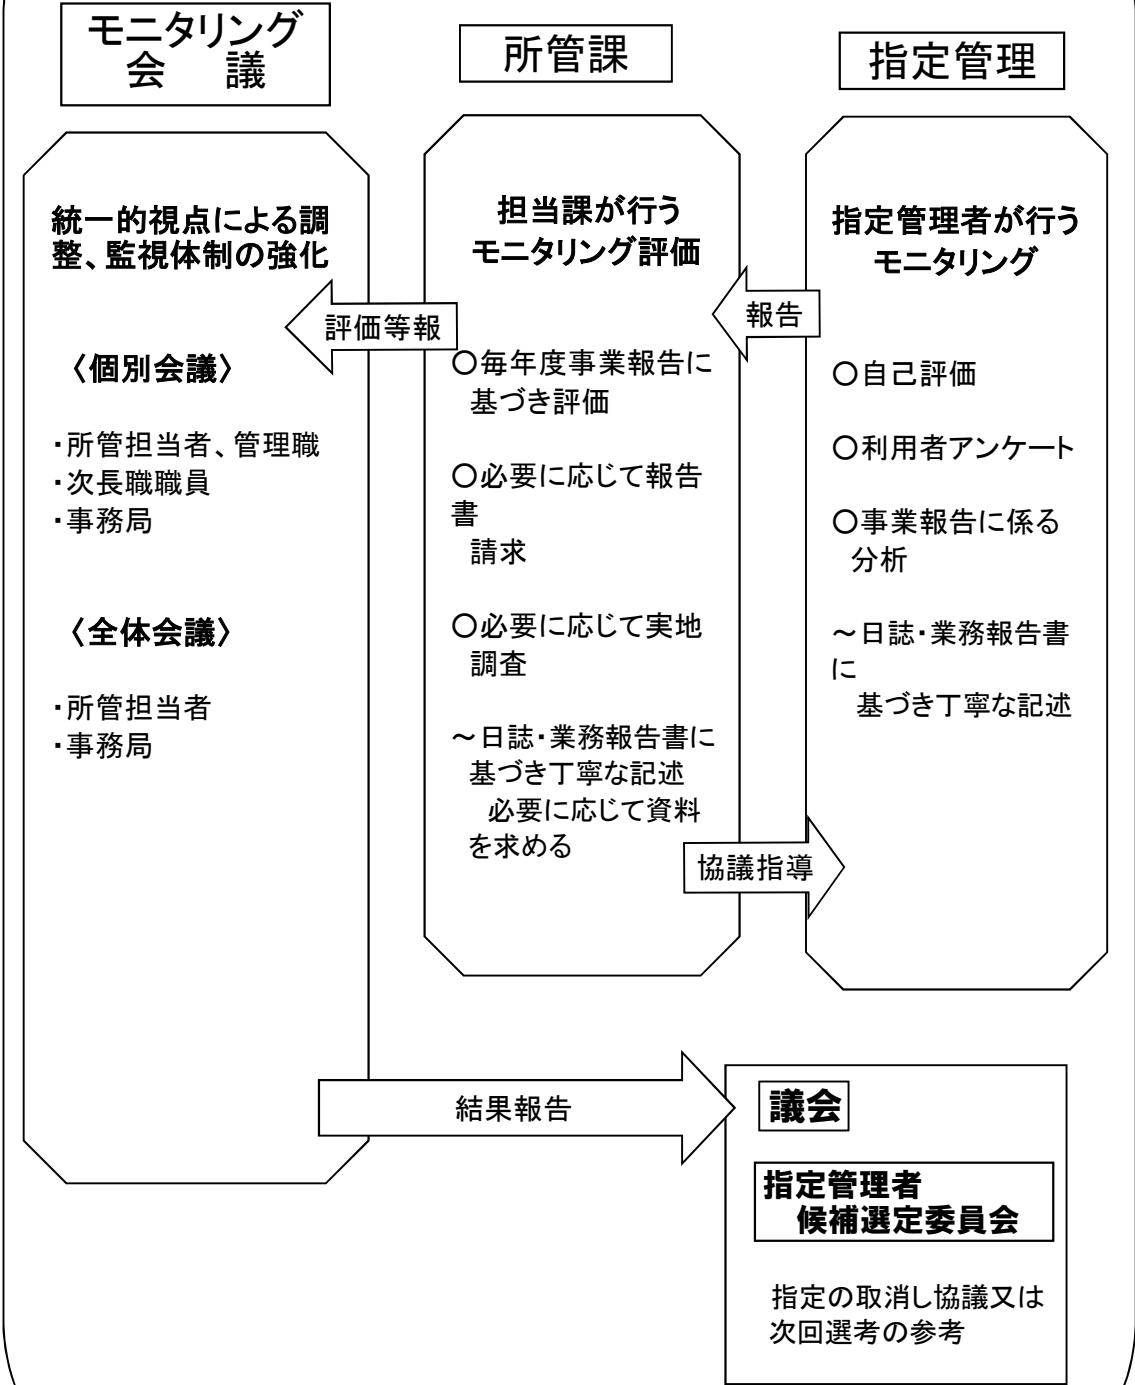 モニタリング
会　議
統一的視点による調
整、監視体制の強化
〈個別会議〉
・所管担当者、管理職
・次長職職員
・事務局
〈全体会議〉
・所管担当者
・事務局
評価等報
所管課
担当課が行う
モニタリング評価
○毎年度事業報告に
基づき評価
○必要に応じて報告
書
請求
○必要に応じて実地
調査
～日誌・業務報告書に
基づき丁寧な記述
必要に応じて資料
を求める
報告
協議指導
指定管理
指定管理者が行う
モニタリング
○自己評価
○利用者アンケート
○事業報告に係る
分析
～日誌・業務報告書
に
基づき丁寧な記述
結果報告
議会
指定管理者
候補選定委員会
指定の取消し協議又は
次回選考の参考